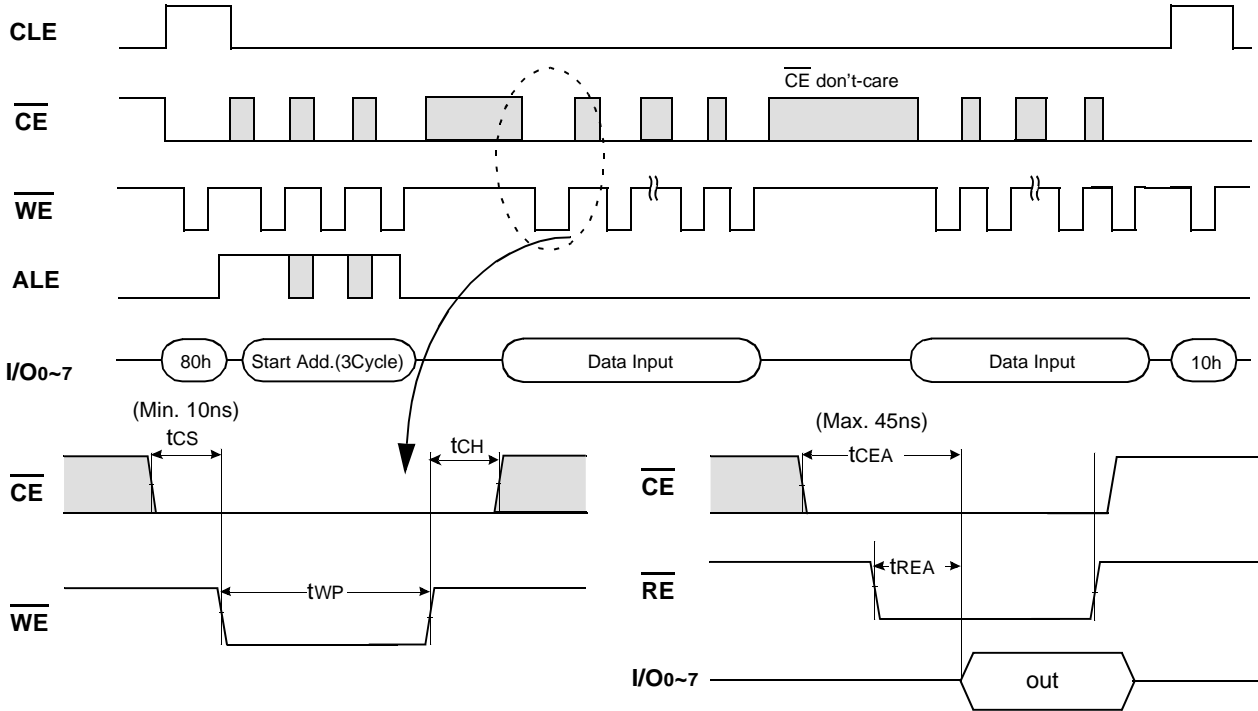 CLE
CE don't-care
CE
WE
ALE
I/O0~7
80h
Start Add.(3Cycle)
Data Input
Data Input
10h
(Min. 10ns)
tCS
tCH
CE
tWP
WE
(Max. 45ns)
tCEA
CE
tREA
RE
I/O0~7
out